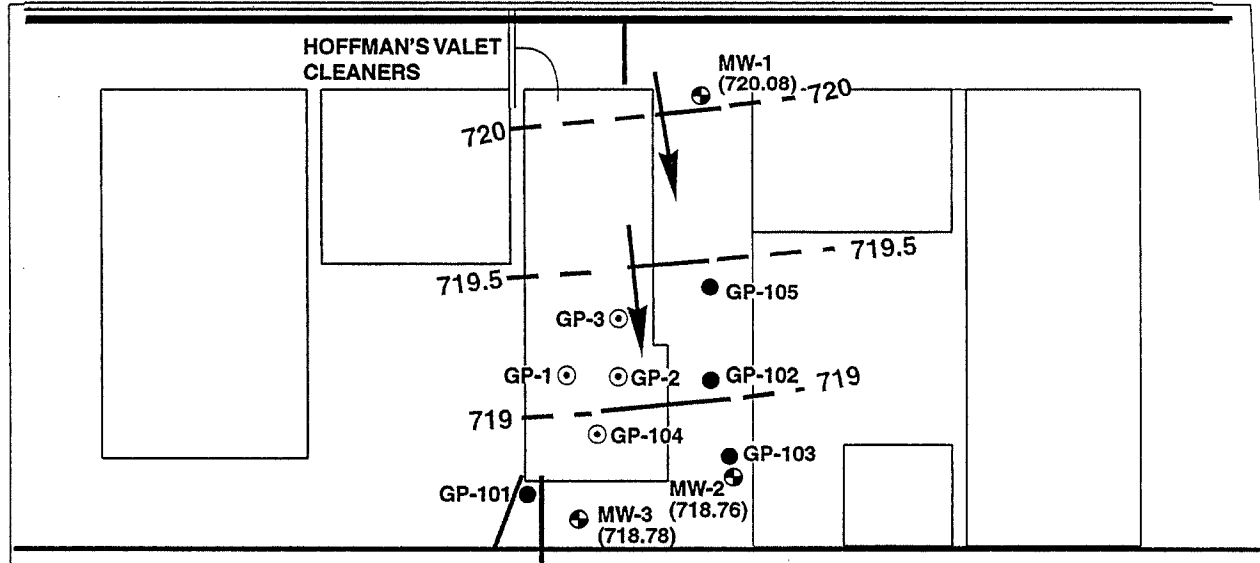 HOFFMAN'S VALET
CLEANERS
MW-1
(720.08)
720
720
719.5
719.5
GP-105
GP-3
GP-1
GP-2
GP-102
719
719
GP-104
GP-103
GP-101
MW-2
(718.76)
MW-3
(718.78)